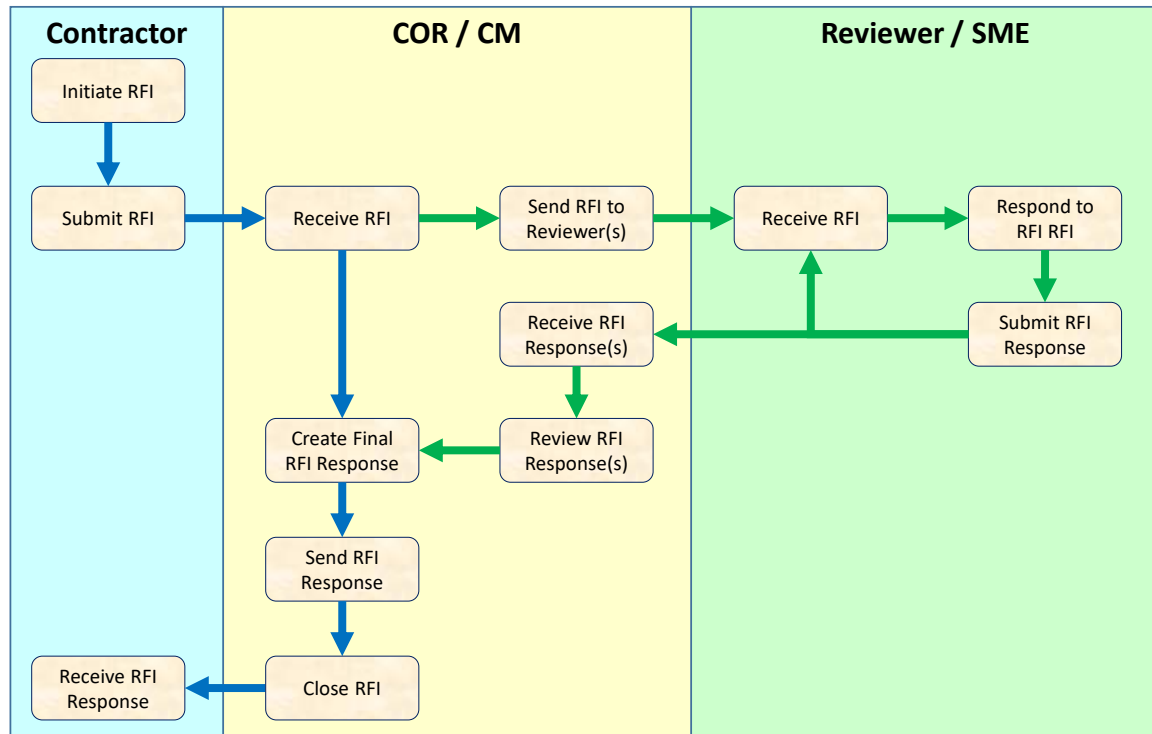 Contractor
COR / CM
Reviewer / SME
Initiate RFI
Submit RFI
Receive RFI
Send RFI to
Reviewer(s)
Receive RFI
Respond to
RFI RFI
Receive RFI
Response(s)
Submit RFI
Response
Create Final
RFI Response
Review RFI
Response(s)
Send RFI
Response
Receive RFI
Response
Close RFI